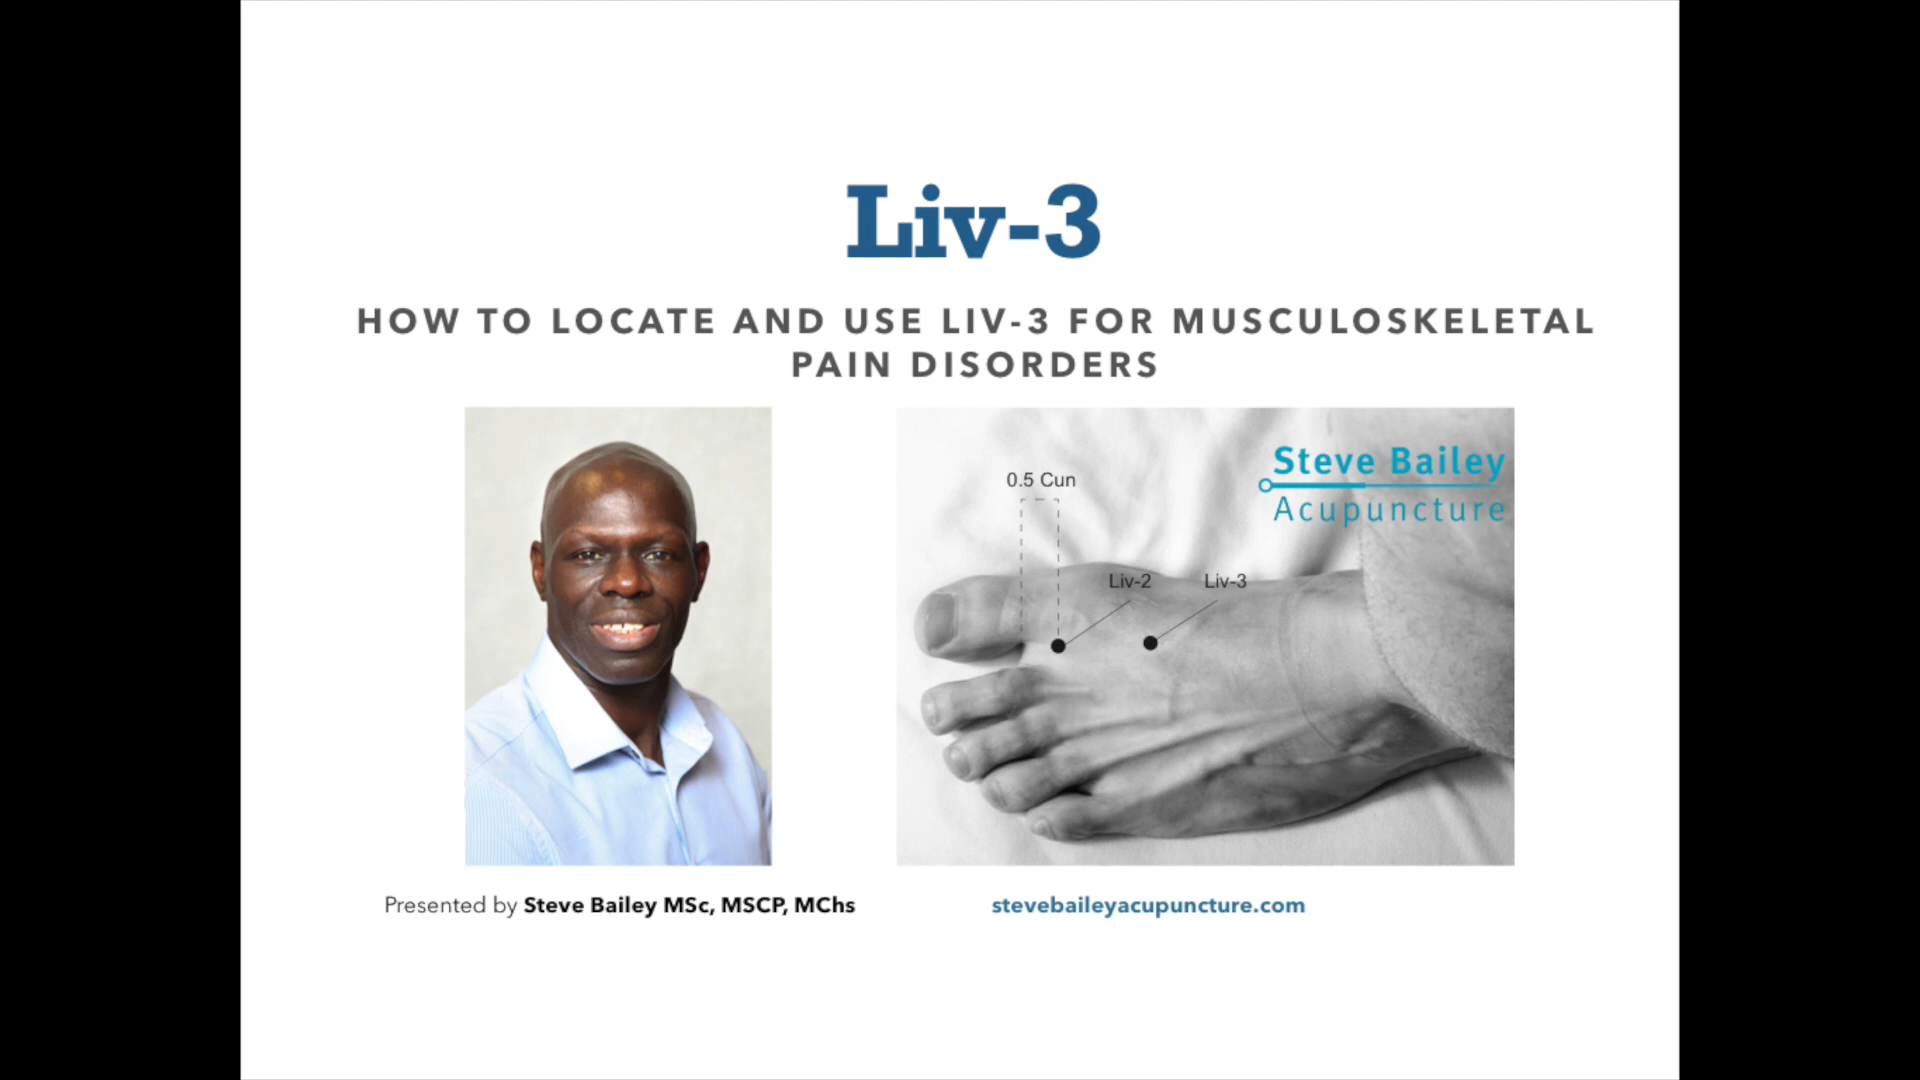 Liv-3
HOW TO LOCATE AND USE LIV-3 FOR MUSCULOSKELETAL
PAIN DISORDERS
Steve Bailey
Acupuncture
0.5 Cun
Liv-2
Liv-3
Presented by Steve Bailey MSc, MSCP, MChs
stevebaileyacupuncture.com